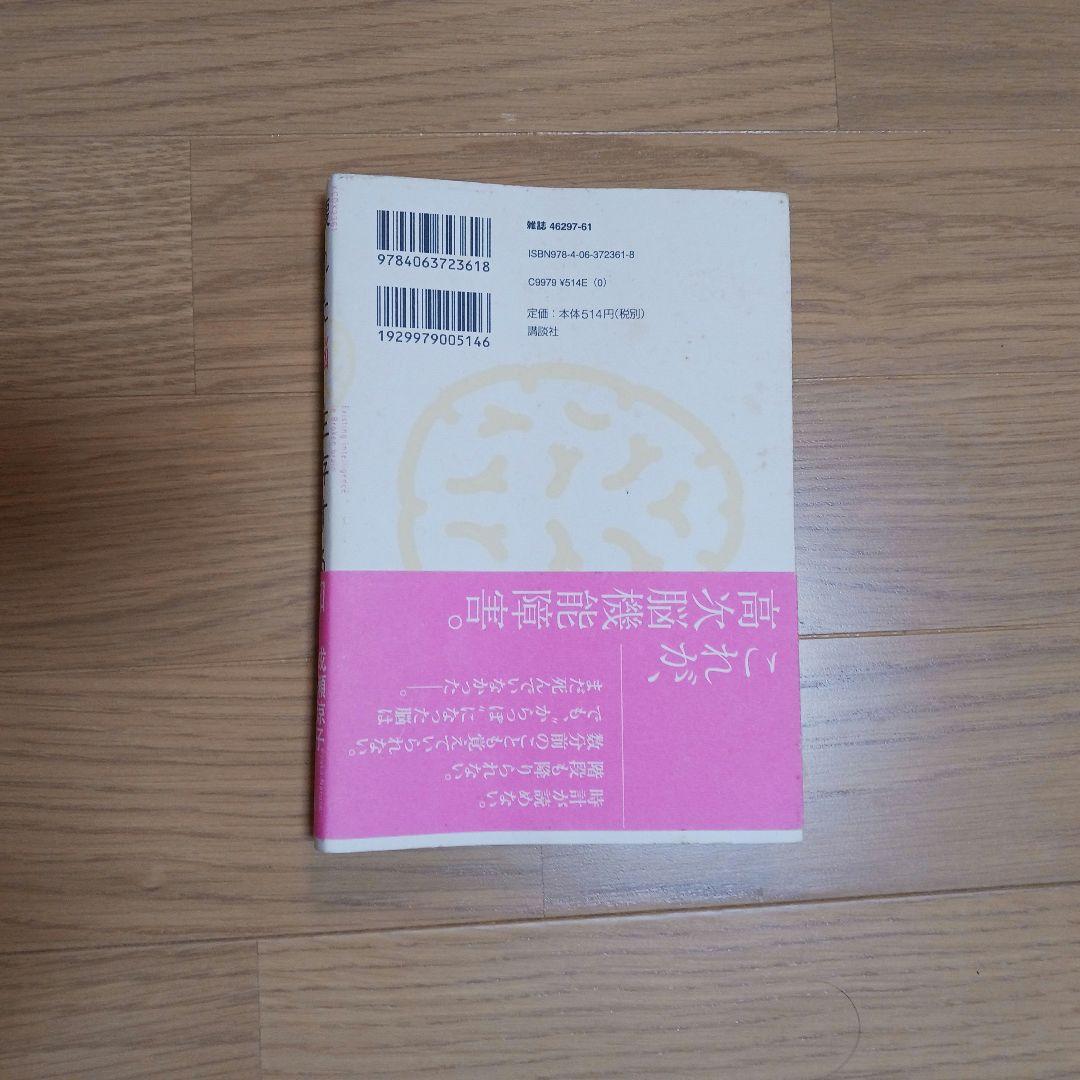 9784063723618
1929979005146
雑誌 46297-61
ISBN978-4-06-372361-8
C9979 ¥514E (0)
定価：本体514円(税別)
講談社
時計が読めない。
階段も降りられない。
数分前のことも覚えていられない。
でも、“からっぽ”になった脳は
まだ死んでいなかった――。
これが、
高次脳機能障害。
Existing Intelligence